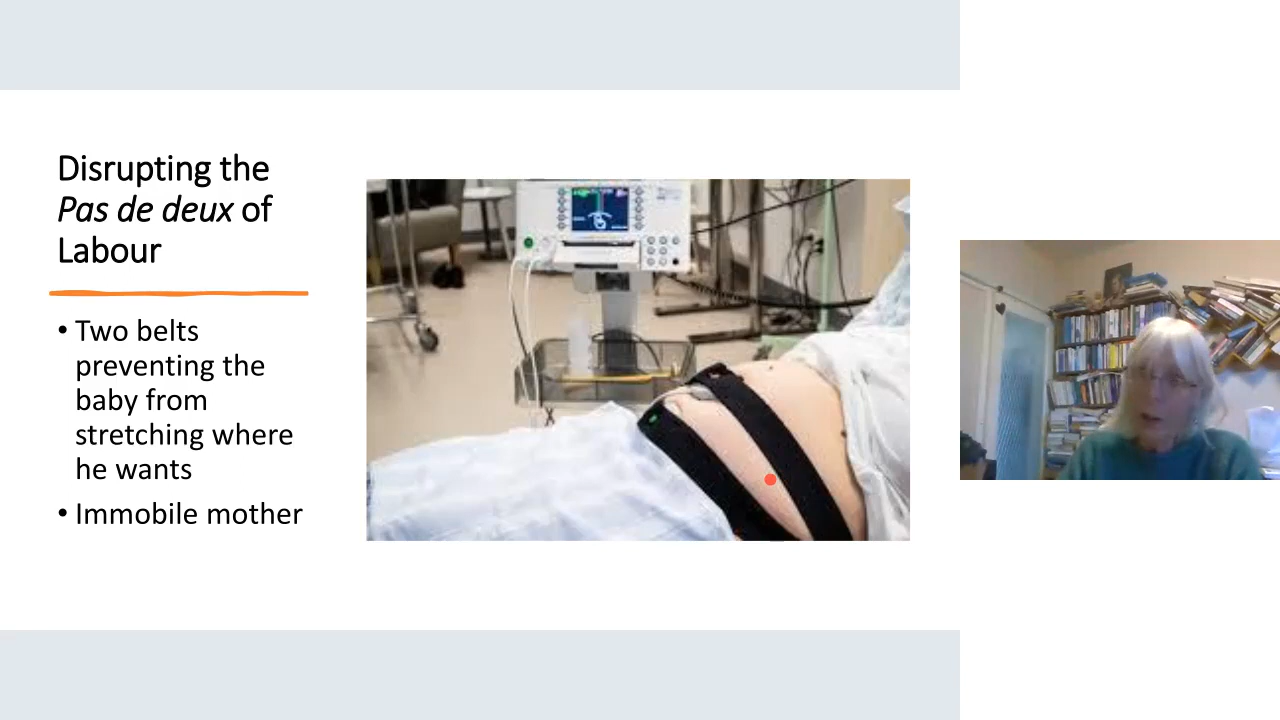 Disrupting the
Pas de deux of
Labour
• Two belts
preventing the
baby from
stretching where
he wants
• Immobile mother